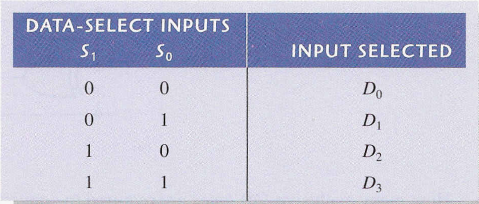 DATA-SELECT INPUTS
S₁ S₀ INPUT SELECTED
0 0 D₀
0 1 D₁
1 0 D₂
1 1 D₃